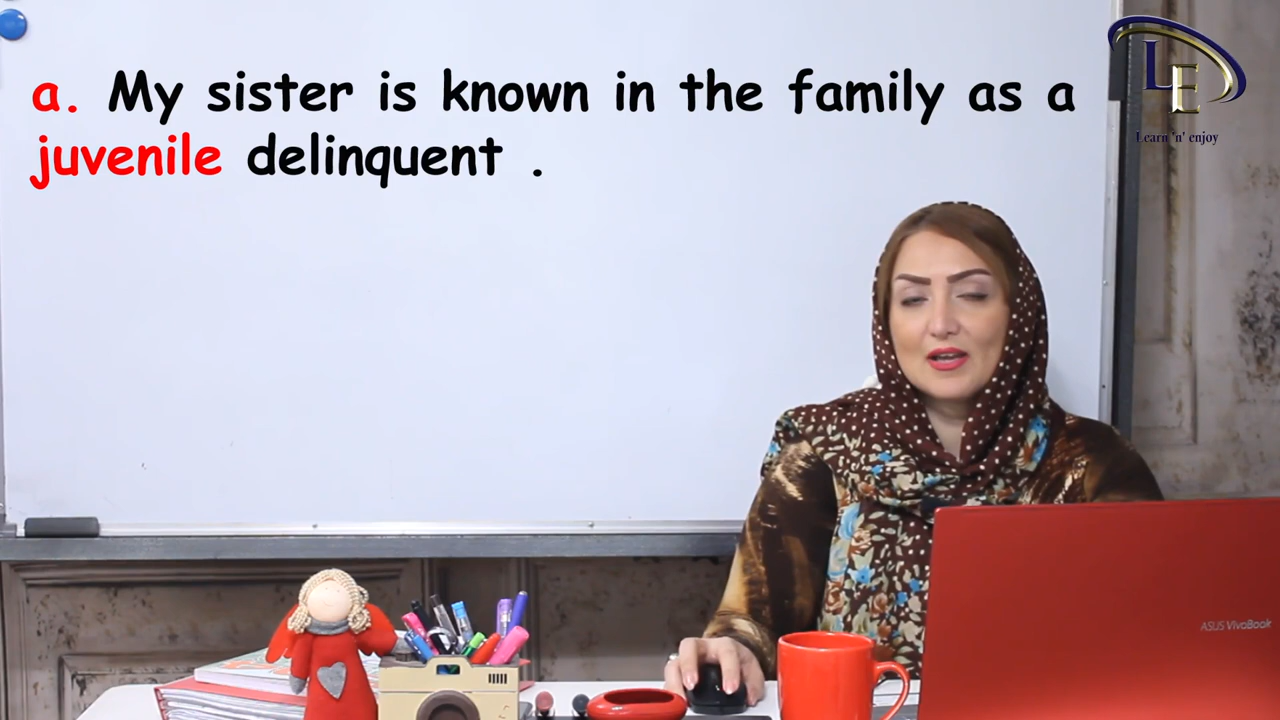 a. My sister is known in the family as a
juvenile delinquent .
LE
Learn 'n' enjoy
ASUS VivoBook